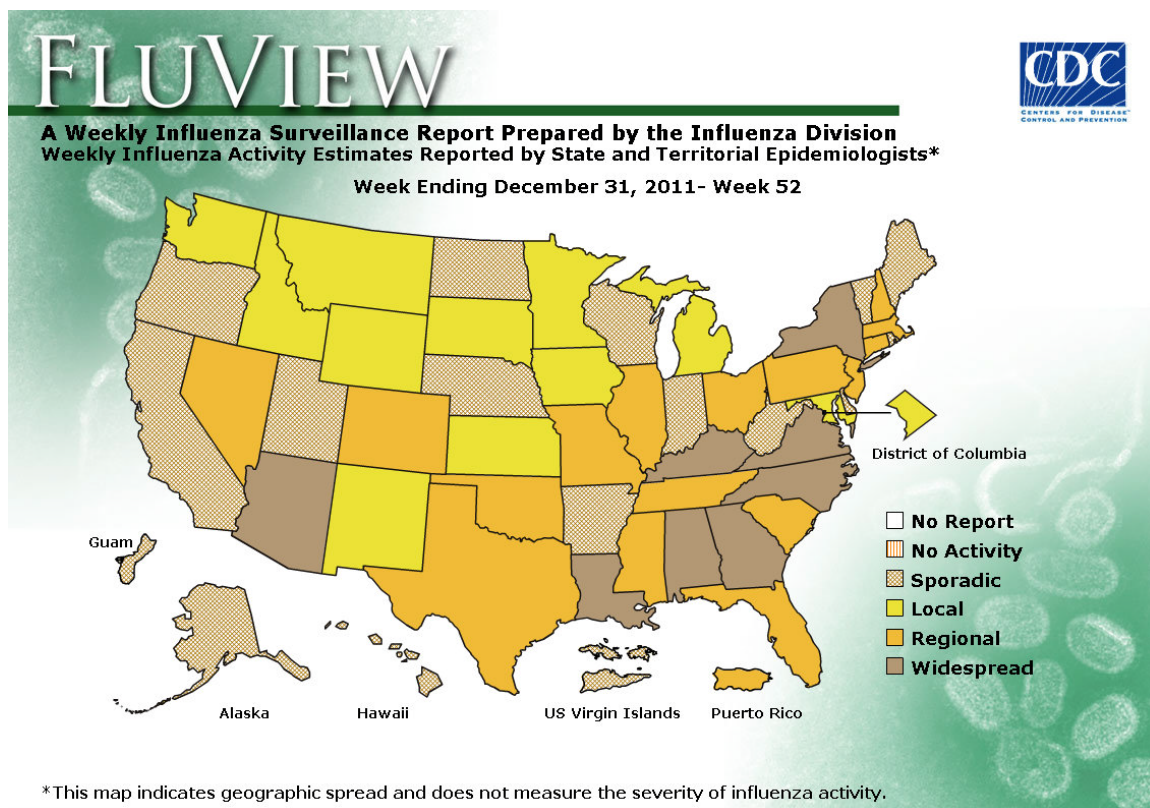 FLUVIEW
CDC
CENTERS FOR DISEASE™
CONTROL AND PREVENTION
A Weekly Influenza Surveillance Report Prepared by the Influenza Division
Weekly Influenza Activity Estimates Reported by State and Territorial Epidemiologists*
Week Ending December 31, 2011- Week 52
District of Columbia
Guam
No Report
No Activity
Sporadic
Local
Regional
Widespread
Alaska
Hawaii
US Virgin Islands
Puerto Rico
*This map indicates geographic spread and does not measure the severity of influenza activity.